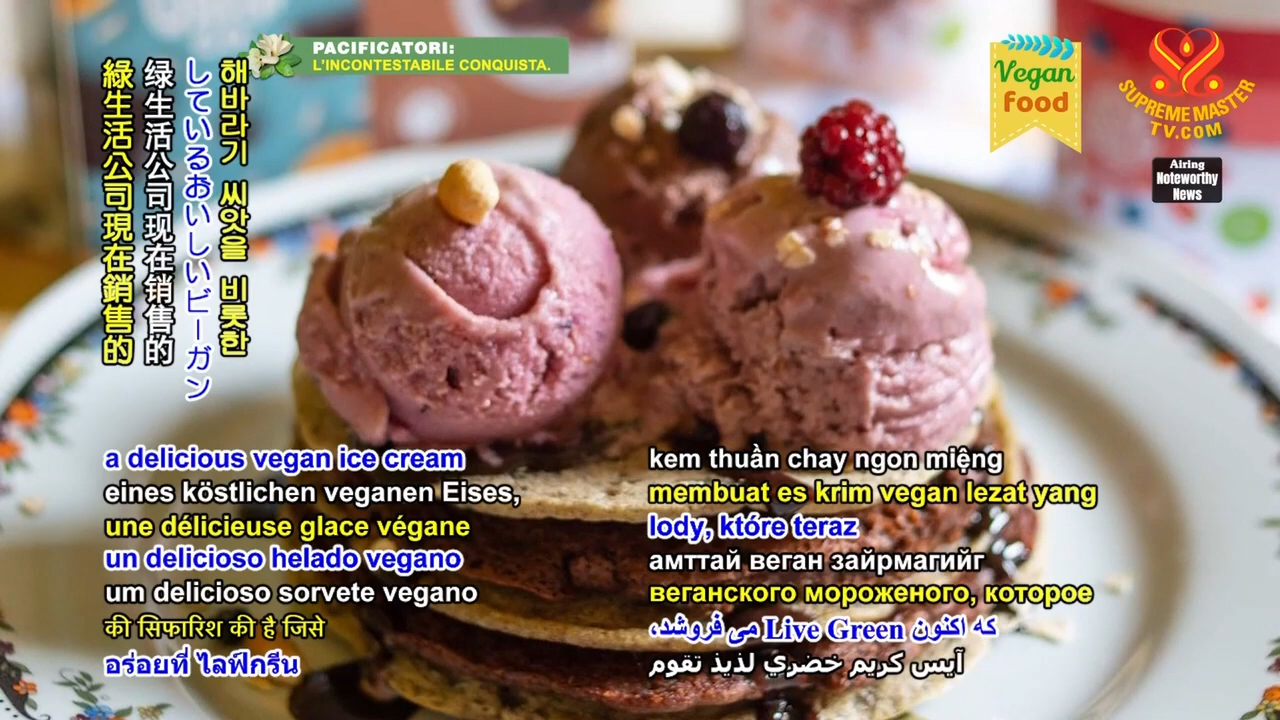 PACIFICATORI:
L'INCONTESTABILE CONQUISTA.
Vegan
Food
SUPREME MASTER
TV.COM
Airing
Noteworthy
News
해바라기 씨앗을 비롯한
しているおいしいビーガン
绿生活公司现在销售的
綠生活公司現在銷售的
a delicious vegan ice cream
eines köstlichen veganen Eises,
une délicieuse glace végane
un delicioso helado vegano
um delicioso sorvete vegano
की सिफारिश की है जिसे
อร่อยที่ ไลฟ์กรีน
kem thuần chay ngon miệng
membuat es krim vegan lezat yang
lody, które teraz
амттай веган зайрмагийг
веганского мороженого, которое
که اکنون Live Green می فروشد،
آيس كريم خضري لذيذ تقوم